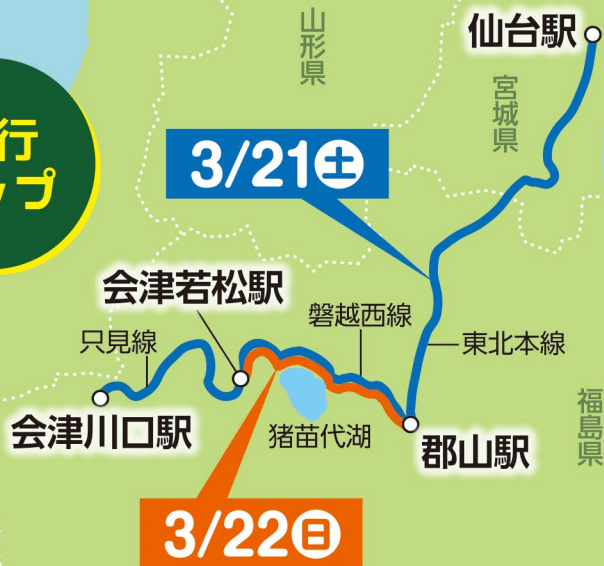 山形県
仙台駅
宮城県
行
ップ
3/21㊏
会津若松駅
磐越西線
只見線
東北本線
会津川口駅
猪苗代湖
郡山駅
福島県
3/22㊐